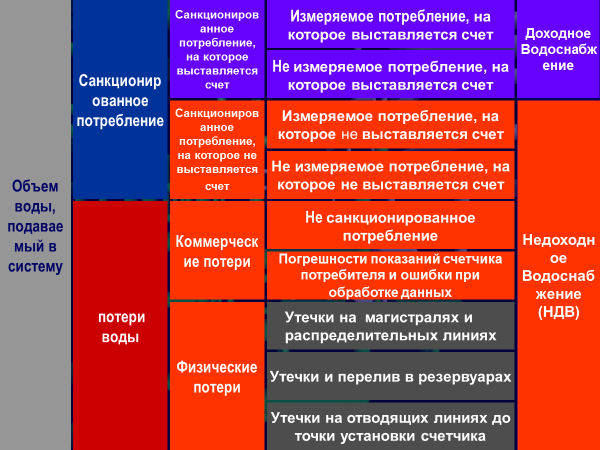 Объем
воды,
подавае
мый в
систему
Санкционир
ованное
потребление
потери
воды
Санкциониров
анное
потребление,
на которое
выставляется
счет
Санкциониров
анное
потребление,
на которое не
выставляется
счет
Коммерческ
ие потери
Физические
потери
Измеряемое потребление, на
которое выставляется счет
Не измеряемое потребление, на
которое выставляется счет
Измеряемое потребление, на
которое не выставляется счет
Не измеряемое потребление, на
которое не выставляется счет
Не санкционированное
потребление
Погрешности показаний счетчика
потребителя и ошибки при
обработке данных
Утечки на магистралях и
распределительных линиях
Утечки и перелив в резервуарах
Утечки на отводящих линиях до
точки установки счетчика
Доходное
Водоснабж
ение
Недоходн
ое
Водоснаб
жение
(НДВ)